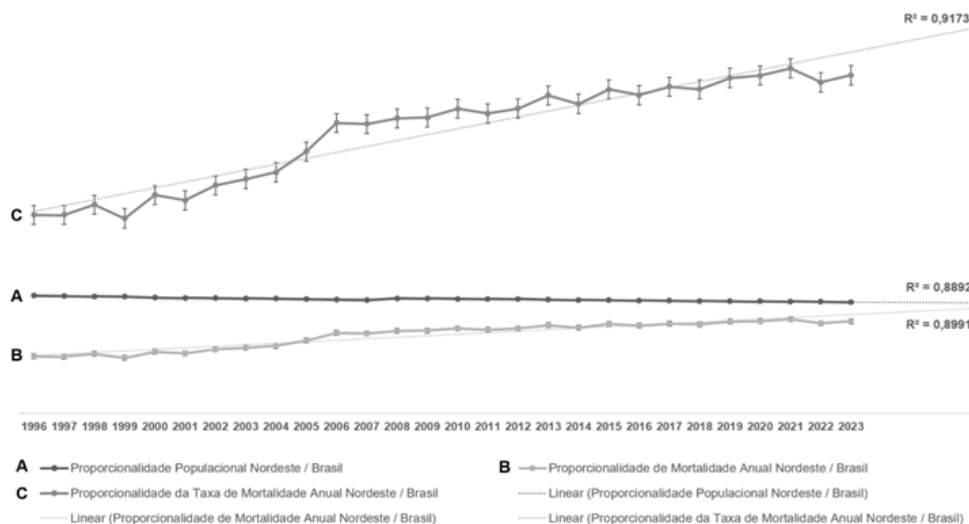 R² = 0,9173
C
A
R² = 0,8892
R² = 0,8991
B
1996 1997 1998 1999 2000 2001 2002 2003 2004 2005 2006 2007 2008 2009 2010 2011 2012 2013 2014 2015 2016 2017 2018 2019 2020 2021 2022 2023
A Proporcionalidade Populacional Nordeste / Brasil
B Proporcionalidade de Mortalidade Anual Nordeste / Brasil
C Proporcionalidade da Taxa de Mortalidade Anual Nordeste / Brasil
Linear (Proporcionalidade Populacional Nordeste / Brasil)
Linear (Proporcionalidade de Mortalidade Anual Nordeste / Brasil)
Linear (Proporcionalidade da Taxa de Mortalidade Anual Nordeste / Brasil)